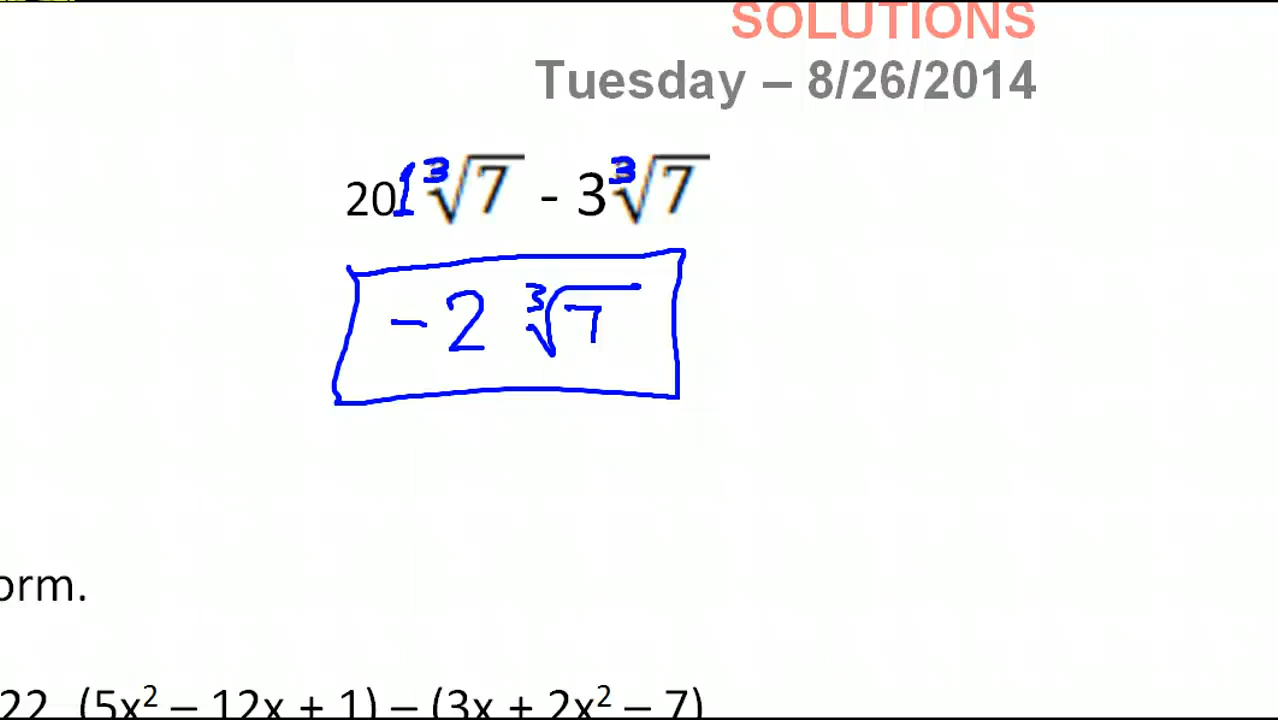 SOLUTIONS
Tuesday – 8/26/2014
20 1∛7 - 3∛7
-2 ∛7
orm.
22 (5x² – 12x + 1) – (3x + 2x² – 7)